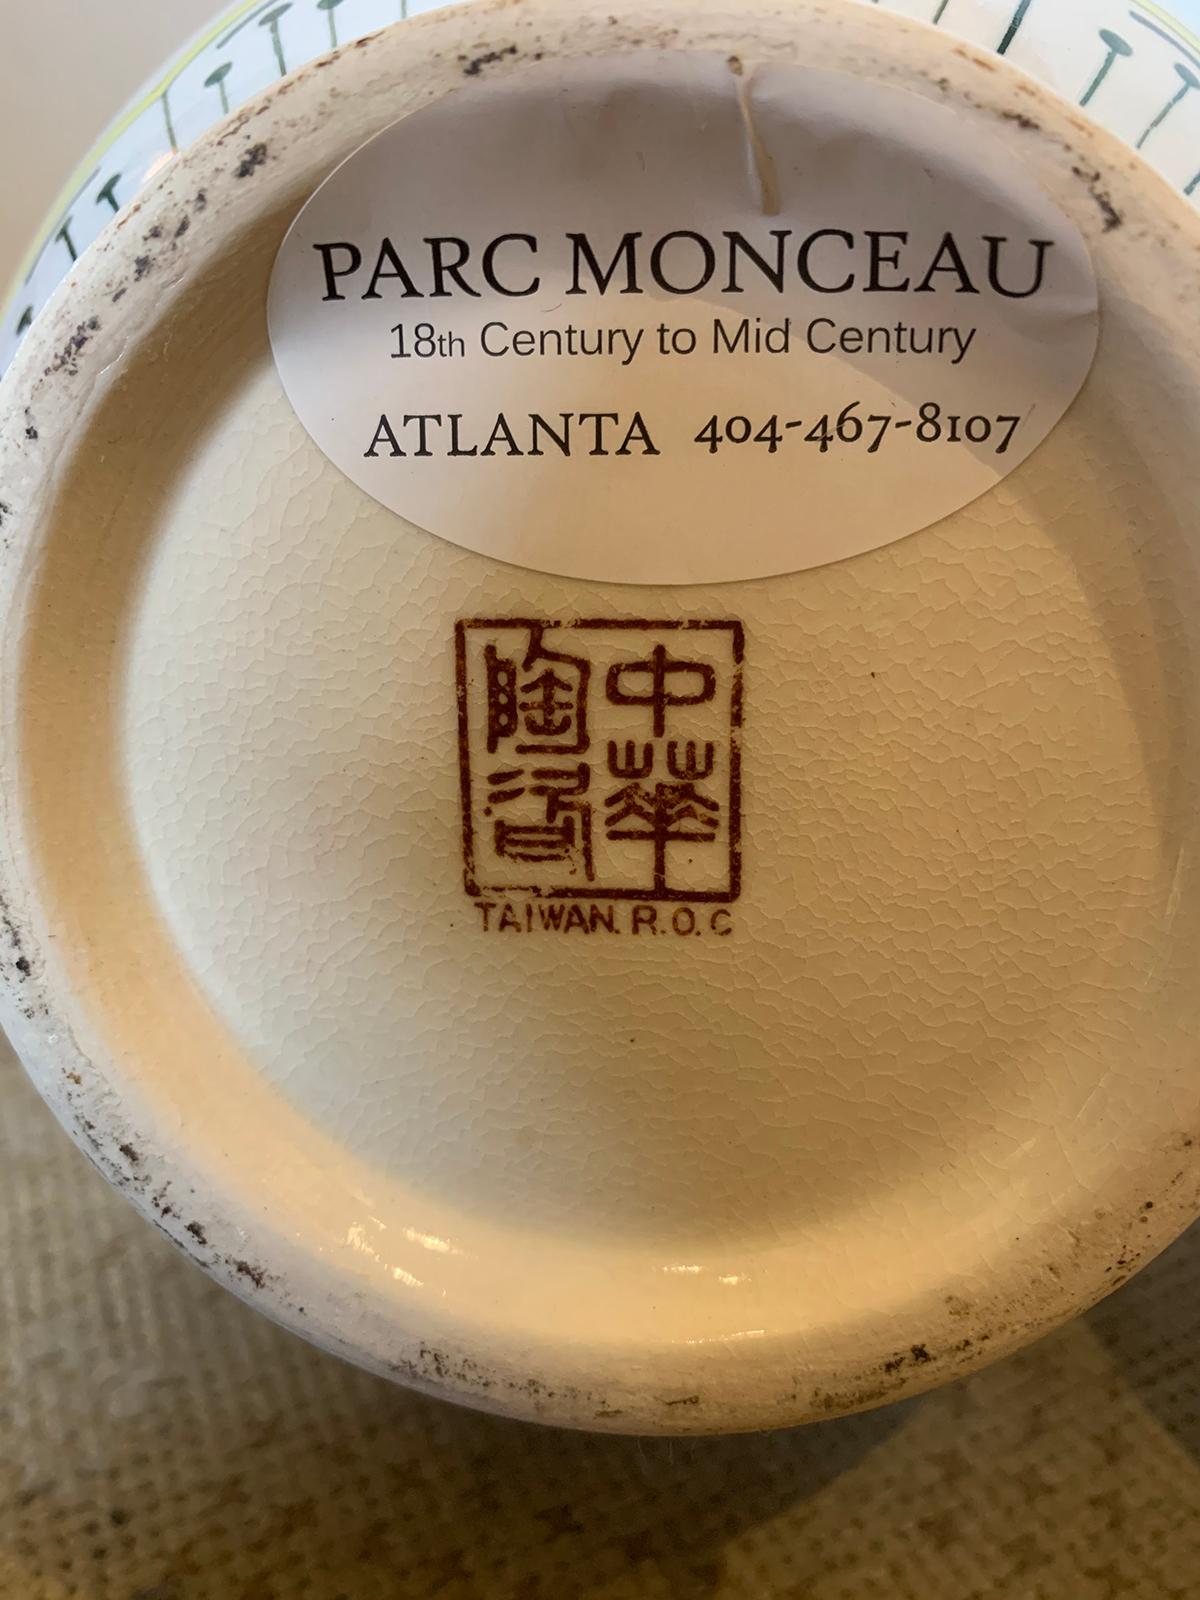 PARC MONCEAU
18th Century to Mid Century
ATLANTA 404-467-8107
中華
陶瓷
TAIWAN. R.O.C